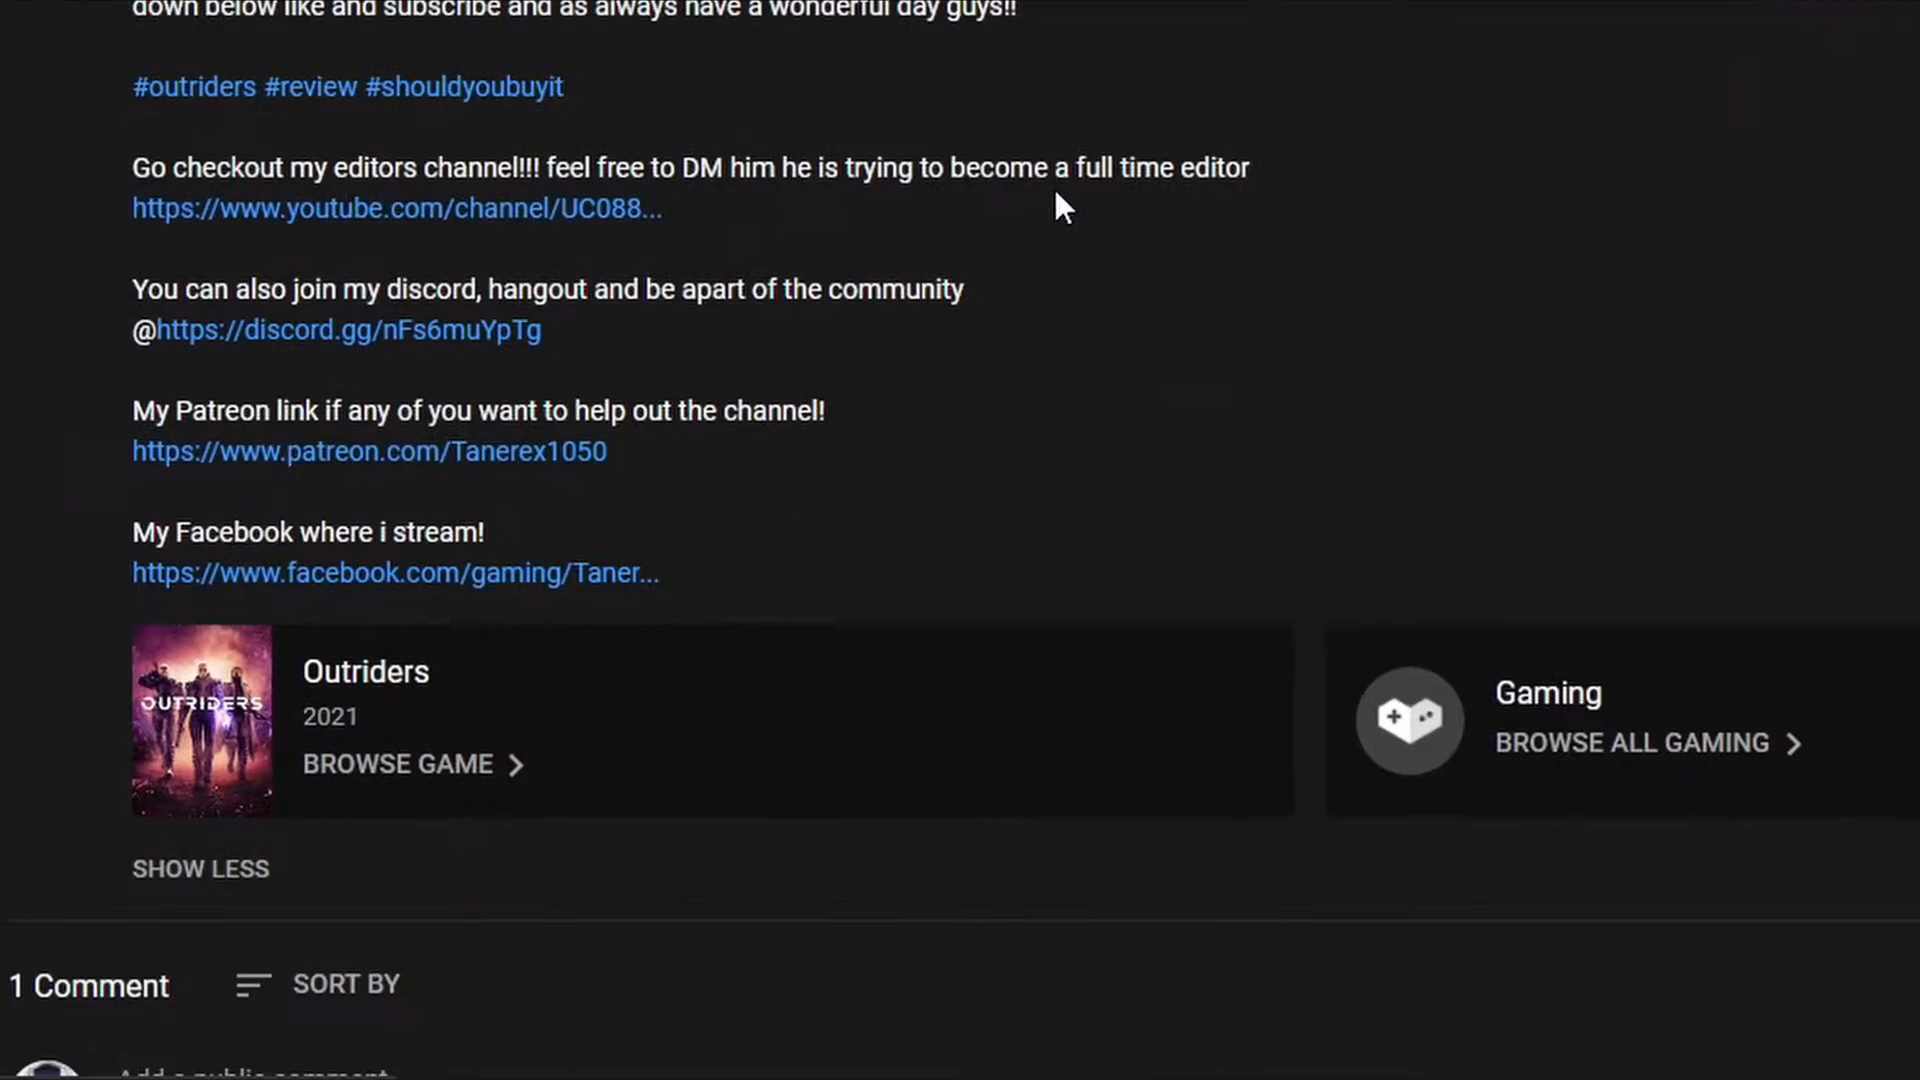 down below like and subscribe and as always have a wonderful day guys!!
#outriders #review #shouldyoubuyit
Go checkout my editors channel!!! feel free to DM him he is trying to become a full time editor
https://www.youtube.com/channel/UC088...
You can also join my discord, hangout and be apart of the community
@https://discord.gg/nFs6muYpTg
My Patreon link if any of you want to help out the channel!
https://www.patreon.com/Tanerex1050
My Facebook where i stream!
https://www.facebook.com/gaming/Taner...
OUTRIDERS
Outriders
2021
BROWSE GAME
Gaming
BROWSE ALL GAMING
SHOW LESS
1 Comment
SORT BY
Add a public comment...